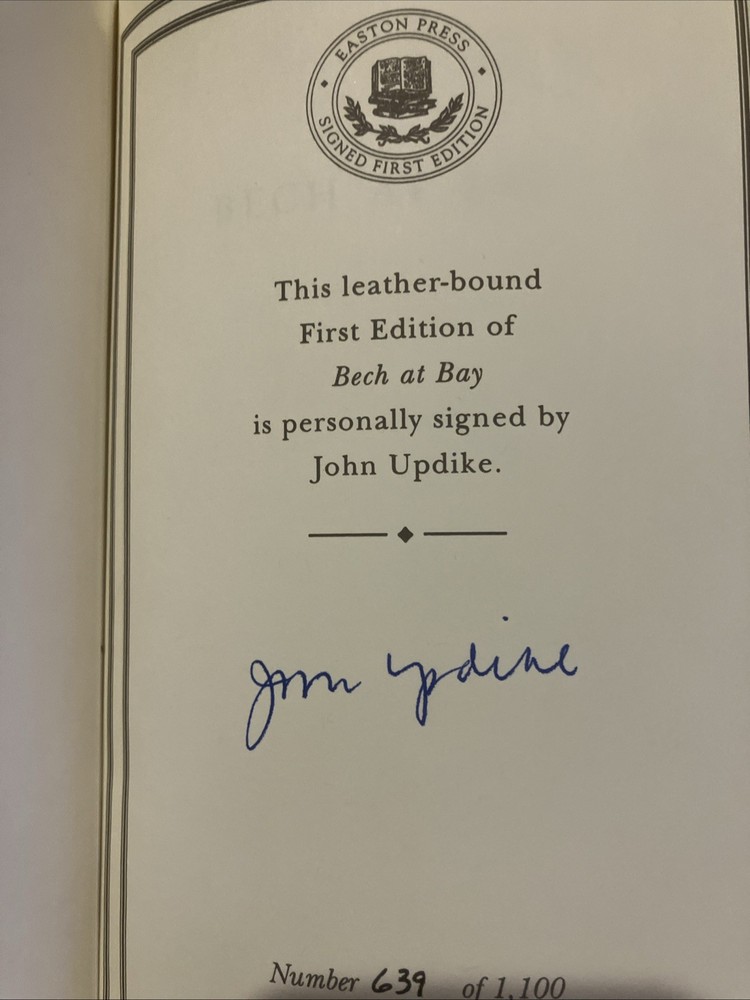 EASTON PRESS
SIGNED FIRST EDITION
This leather-bound
First Edition of
Bech at Bay
is personally signed by
John Updike.
John Updike
Number 639 of 1,100